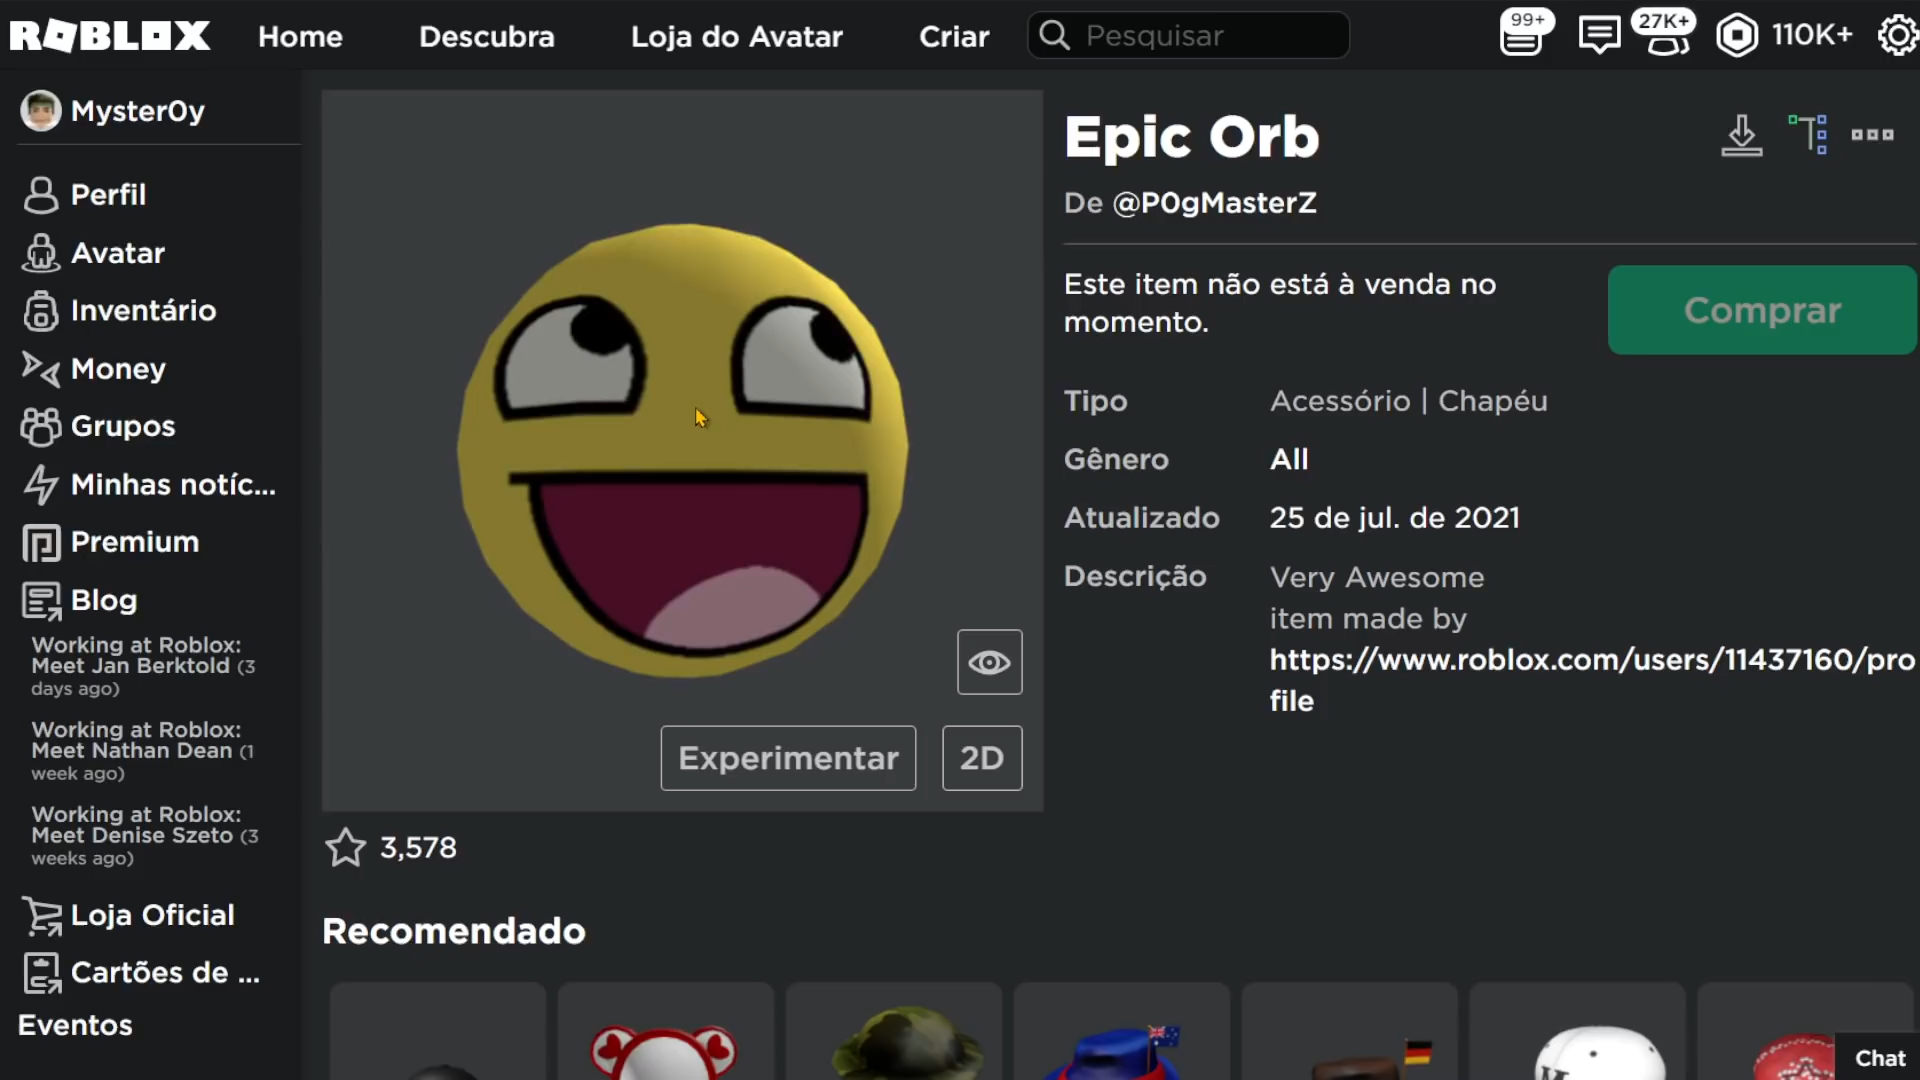 ROBLOX Home Descubra Loja do Avatar Criar Pesquisar 99+ 27K+ 110K+
Myster0y
Perfil
Avatar
Inventário
Money
Grupos
Minhas notíc...
Premium
Blog
Working at Roblox:
Meet Jan Berktold (3
days ago)
Working at Roblox:
Meet Nathan Dean (1
week ago)
Working at Roblox:
Meet Denise Szeto (3
weeks ago)
Loja Oficial
Cartões de ...
Eventos
Experimentar 2D
3,578
Epic Orb
De @P0gMasterZ
Este item não está à venda no
momento.
Comprar
Tipo Acessório | Chapéu
Gênero All
Atualizado 25 de jul. de 2021
Descrição Very Awesome
item made by
https://www.roblox.com/users/11437160/pro
file
Recomendado
Chat